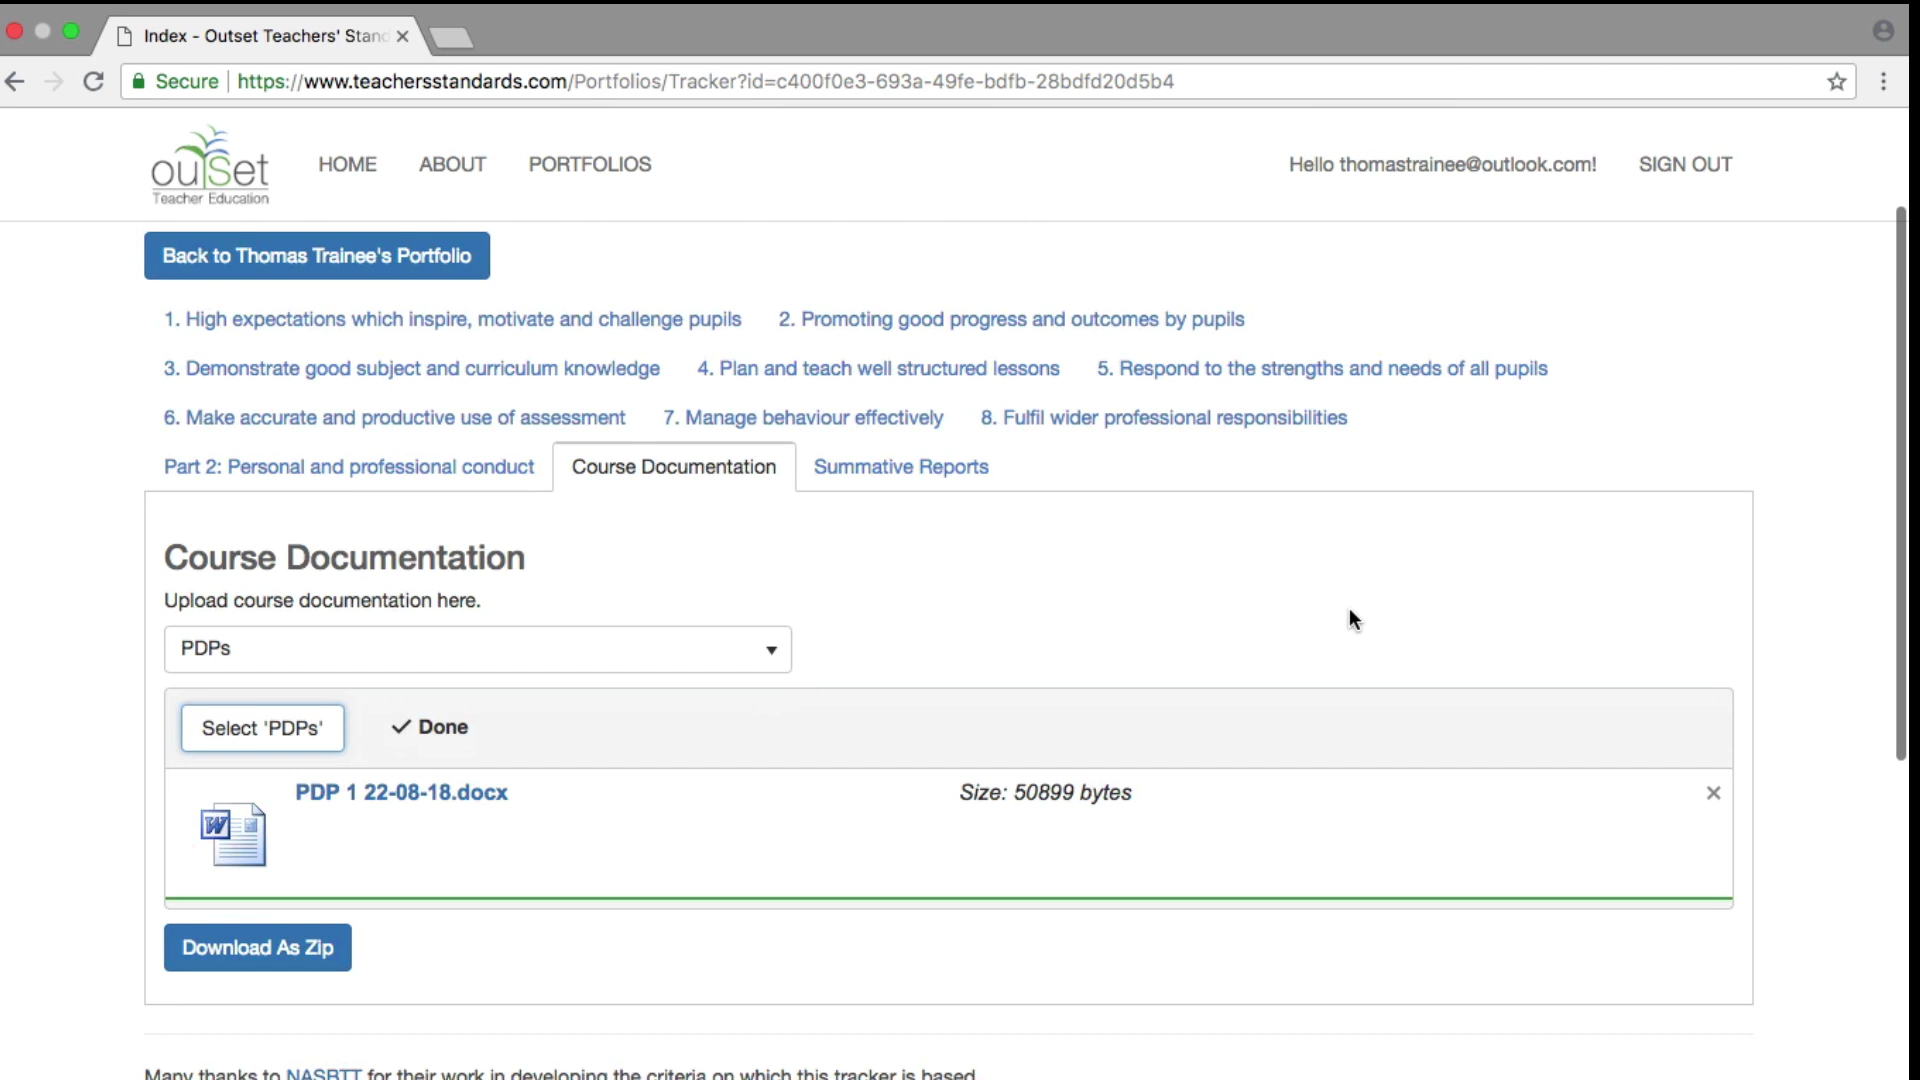 Index - Outset Teachers' Stand
Secure https://www.teachersstandards.com/Portfolios/Tracker?id=c400f0e3-693a-49fe-bdfb-28bdfd20d5b4
outset
Teacher Education
HOME ABOUT PORTFOLIOS Hello thomastrainee@outlook.com! SIGN OUT
Back to Thomas Trainee's Portfolio
1. High expectations which inspire, motivate and challenge pupils 2. Promoting good progress and outcomes by pupils
3. Demonstrate good subject and curriculum knowledge 4. Plan and teach well structured lessons 5. Respond to the strengths and needs of all pupils
6. Make accurate and productive use of assessment 7. Manage behaviour effectively 8. Fulfil wider professional responsibilities
Part 2: Personal and professional conduct Course Documentation Summative Reports
Course Documentation
Upload course documentation here.
PDPs
Select 'PDPs' ✓ Done
PDP 1 22-08-18.docx Size: 50899 bytes
Download As Zip
Many thanks to NASBTT for their work in developing the criteria on which this tracker is based.